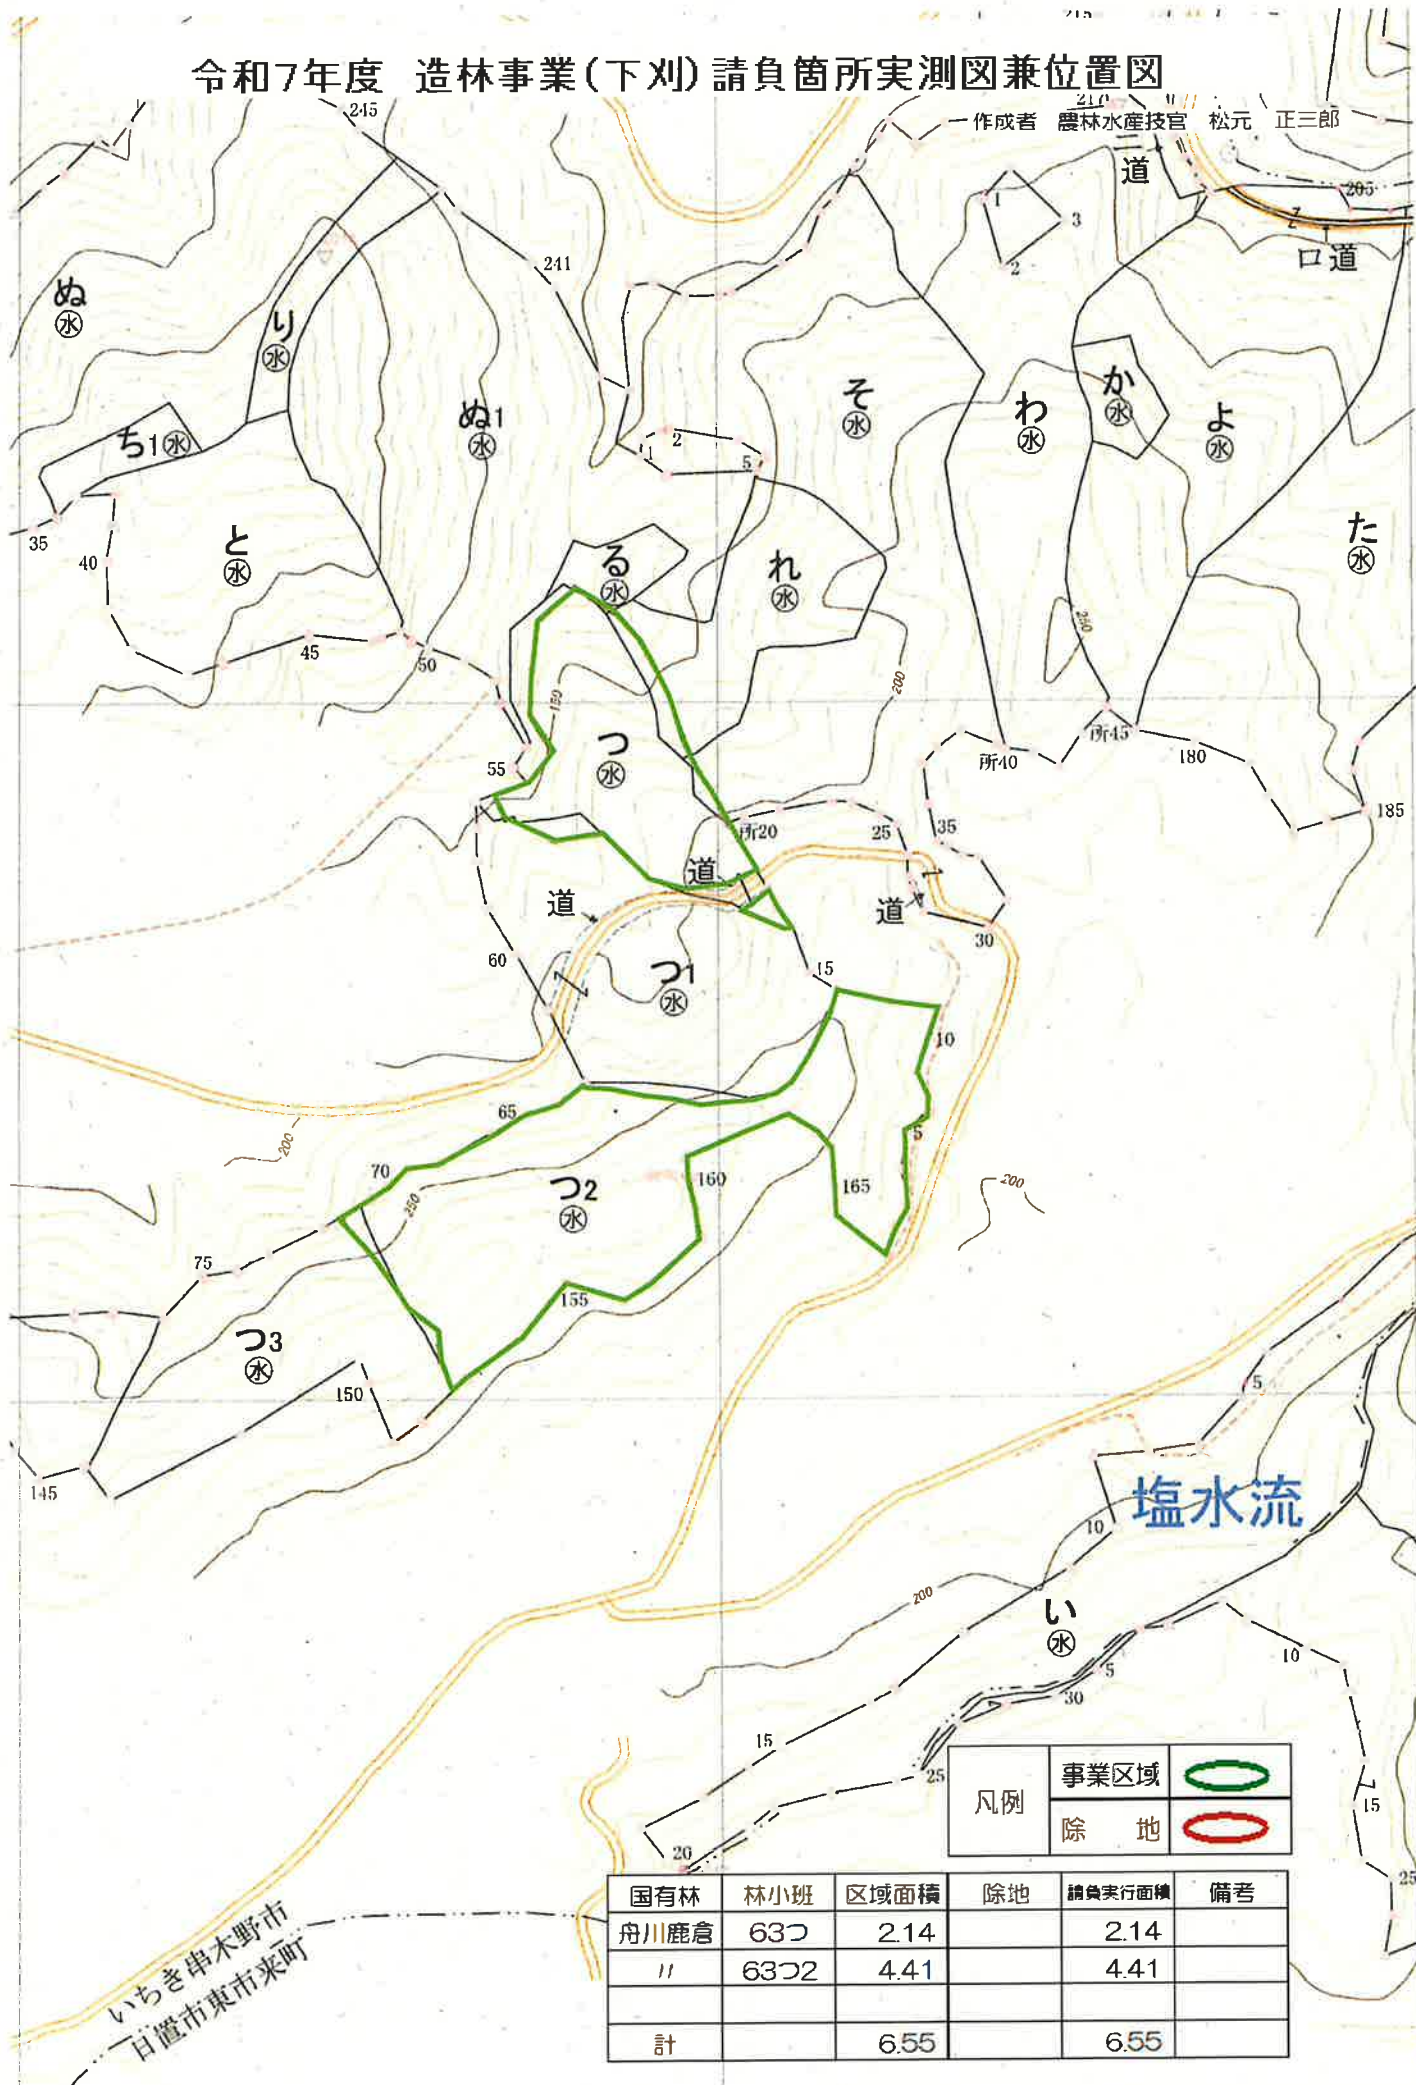 215
令和7年度 造林事業(下刈)請負箇所実測図兼位置図
作成者 農林水産技官 松元 正三郎
245
道
205
1
3
2
241
口道
ぬ
㊌
り
㊌
ち1㊌
ぬ1
㊌
そ
㊌
わ
㊌
か
㊌
よ
㊌
2
1
5
35
40
と
㊌
る
㊌
れ
㊌
た
㊌
250
45
50
150
200
つ
㊌
所40
所45
180
55
185
所20
25
35
道
道
道
30
60
つ1
㊌
15
10
65
5
200
70
160
165
つ2
㊌
250
200
75
155
つ3
㊌
150
145
5
塩水流
10
200
い
㊌
10
5
30
15
25
15
20
25
凡例
事業区域
除 地
国有林 林小班 区域面積 除地 請負実行面積 備考
舟川鹿倉 63つ 2.14 2.14
〃 63つ2 4.41 4.41
計 6.55 6.55
いちき串木野市
日置市東市来町